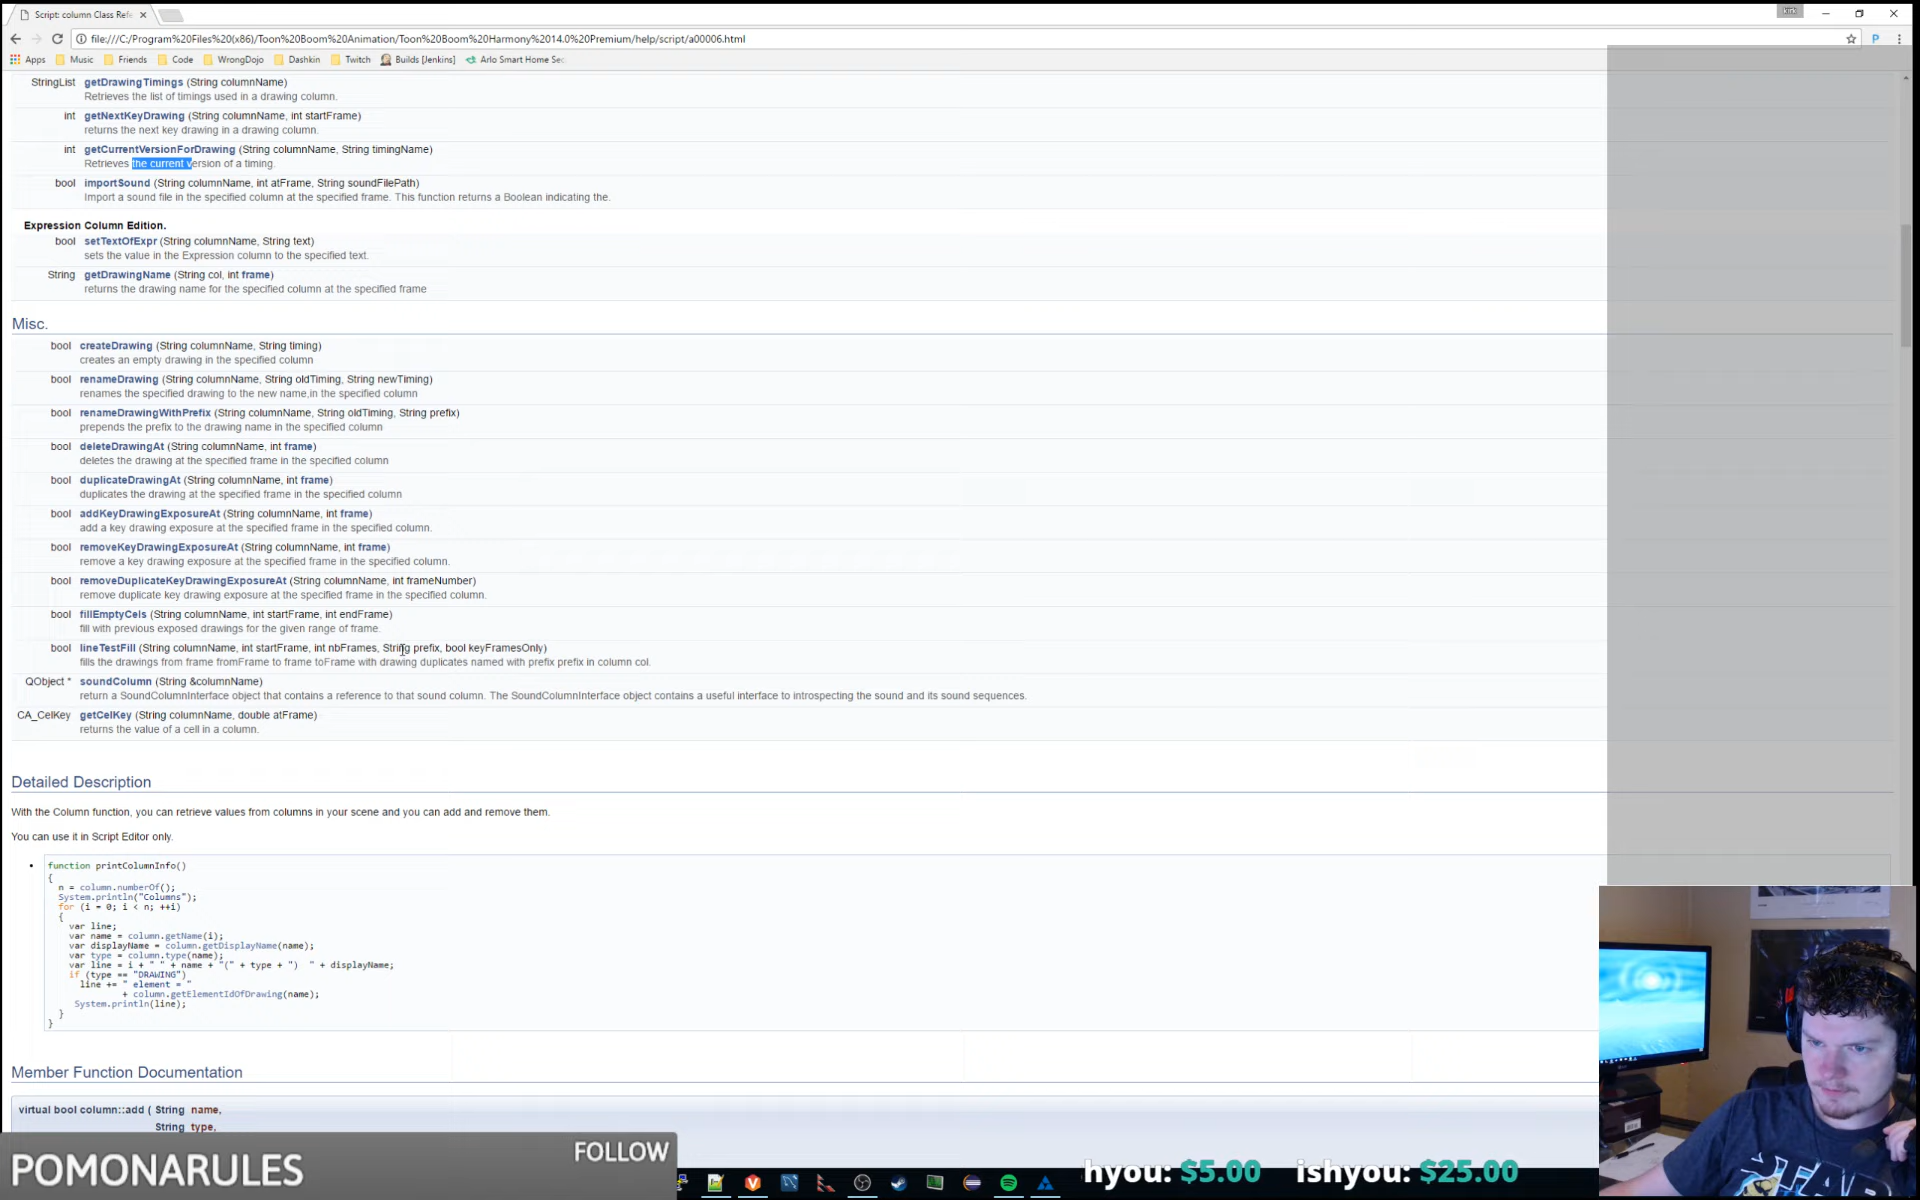 Script: column Class Refe
kirk
file:///C:/Program%20Files%20(x86)/Toon%20Boom%20Animation/Toon%20Boom%20Harmony%2014.0%20Premium/help/script/a00006.html
Apps Music Friends Code WrongDojo Dashkin Twitch Builds [Jenkins] Arlo Smart Home Sec
StringList getDrawingTimings (String columnName)
Retrieves the list of timings used in a drawing column.
int getNextKeyDrawing (String columnName, int startFrame)
returns the next key drawing in a drawing column.
int getCurrentVersionForDrawing (String columnName, String timingName)
Retrieves the current version of a timing.
bool importSound (String columnName, int atFrame, String soundFilePath)
Import a sound file in the specified column at the specified frame. This function returns a Boolean indicating the.
Expression Column Edition.
bool setTextOfExpr (String columnName, String text)
sets the value in the Expression column to the specified text.
String getDrawingName (String col, int frame)
returns the drawing name for the specified column at the specified frame
Misc.
bool createDrawing (String columnName, String timing)
creates an empty drawing in the specified column
bool renameDrawing (String columnName, String oldTiming, String newTiming)
renames the specified drawing to the new name,in the specified column
bool renameDrawingWithPrefix (String columnName, String oldTiming, String prefix)
prepends the prefix to the drawing name in the specified column
bool deleteDrawingAt (String columnName, int frame)
deletes the drawing at the specified frame in the specified column
bool duplicateDrawingAt (String columnName, int frame)
duplicates the drawing at the specified frame in the specified column
bool addKeyDrawingExposureAt (String columnName, int frame)
add a key drawing exposure at the specified frame in the specified column.
bool removeKeyDrawingExposureAt (String columnName, int frame)
remove a key drawing exposure at the specified frame in the specified column.
bool removeDuplicateKeyDrawingExposureAt (String columnName, int frameNumber)
remove duplicate key drawing exposure at the specified frame in the specified column.
bool fillEmptyCels (String columnName, int startFrame, int endFrame)
fill with previous exposed drawings for the given range of frame.
bool lineTestFill (String columnName, int startFrame, int nbFrames, String prefix, bool keyFramesOnly)
fills the drawings from frame fromFrame to frame toFrame with drawing duplicates named with prefix prefix in column col.
QObject * soundColumn (String &columnName)
return a SoundColumnInterface object that contains a reference to that sound column. The SoundColumnInterface object contains a useful interface to introspecting the sound and its sound sequences.
CA_CelKey getCelKey (String columnName, double atFrame)
returns the value of a cell in a column.
Detailed Description
With the Column function, you can retrieve values from columns in your scene and you can add and remove them.
You can use it in Script Editor only.
function printColumnInfo()
{
n = column.numberOf();
System.println("Columns");
for (i = 0; i < n; ++i)
{
var line;
var name = column.getName(i);
var displayName = column.getDisplayName(name);
var type = column.type(name);
var line = i + " " + name + "(" + type + ")  " + displayName;
if (type == "DRAWING")
line += " element = "
+ column.getElementIdOfDrawing(name);
System.println(line);
}
}
Member Function Documentation
virtual bool column::add ( String name,
String type,
POMONARULES FOLLOW
hyou: $5.00 ishyou: $25.00